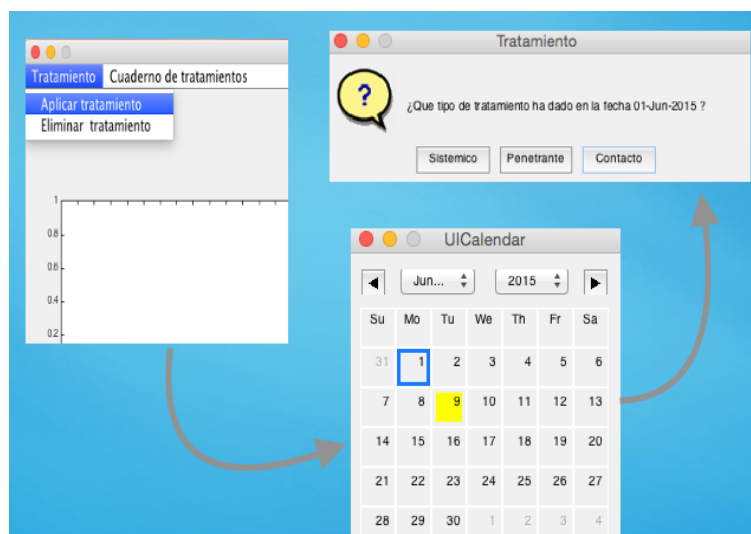 Tratamiento Cuaderno de tratamientos
Aplicar tratamiento
Eliminar tratamiento
1
0.8
0.6
0.4
0.2
Tratamiento
?
¿Que tipo de tratamiento ha dado en la fecha 01-Jun-2015 ?
Sistemico Penetrante Contacto
UICalendar
Jun... 2015
Su Mo Tu We Th Fr Sa
31 1 2 3 4 5 6
7 8 9 10 11 12 13
14 15 16 17 18 19 20
21 22 23 24 25 26 27
28 29 30 1 2 3 4